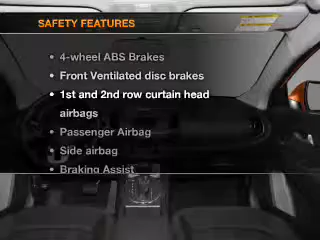 SAFETY FEATURES
• 4-wheel ABS Brakes
• Front Ventilated disc brakes
• 1st and 2nd row curtain head
airbags
• Passenger Airbag
• Side airbag
• Braking Assist